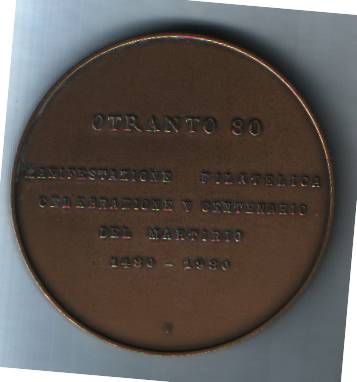 OTRANTO 80
MANIFESTAZIONE FILATELICA
CELEBRAZIONE V CENTENARIO
DEL MARTIRIO
1480 - 1980